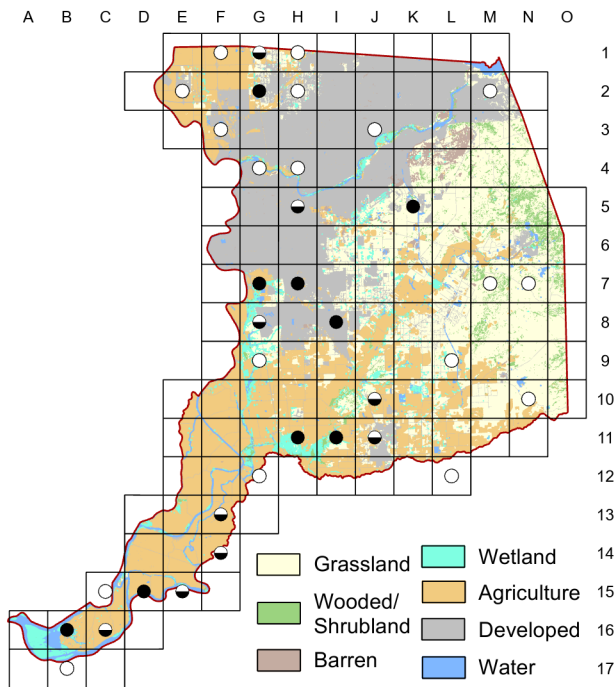 A B C D E F G H I J K L M N O
1
2
3
4
5
6
7
8
9
10
11
12
13
14
15
16
17
Grassland
Wooded/
Shrubland
Barren
Wetland
Agriculture
Developed
Water